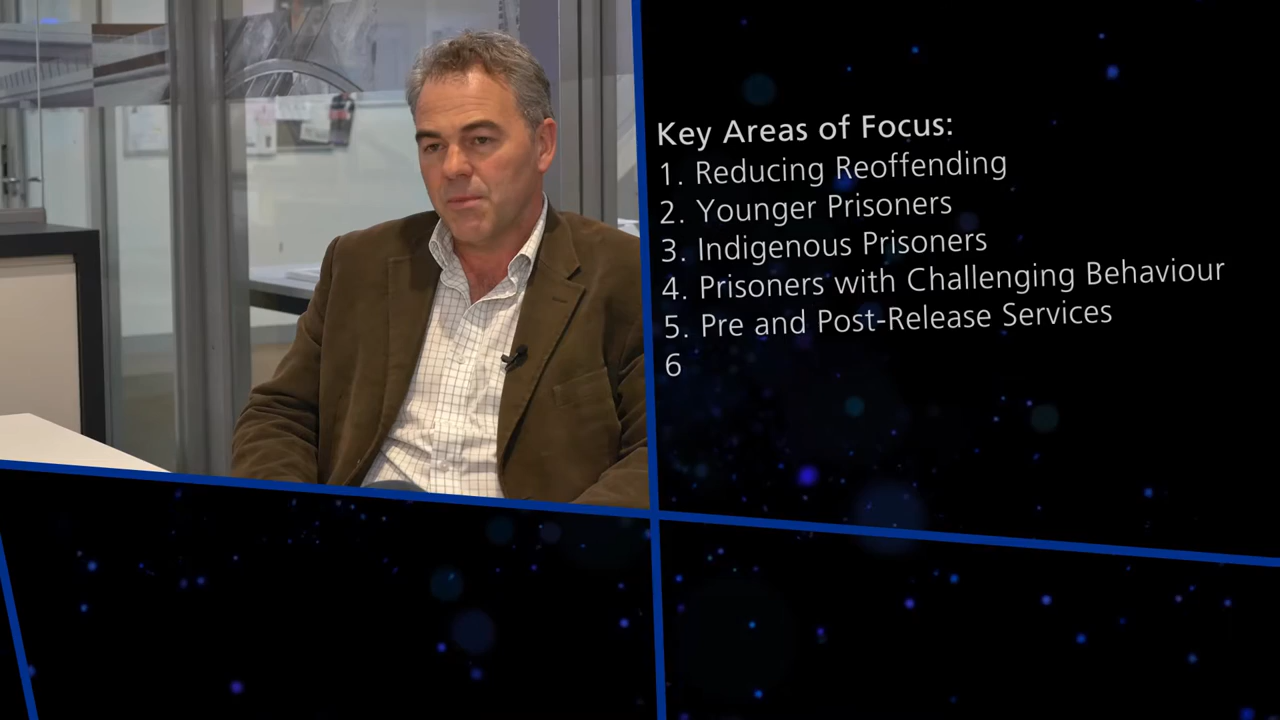 Key Areas of Focus:
1. Reducing Reoffending
2. Younger Prisoners
3. Indigenous Prisoners
4. Prisoners with Challenging Behaviour
5. Pre and Post-Release Services
6